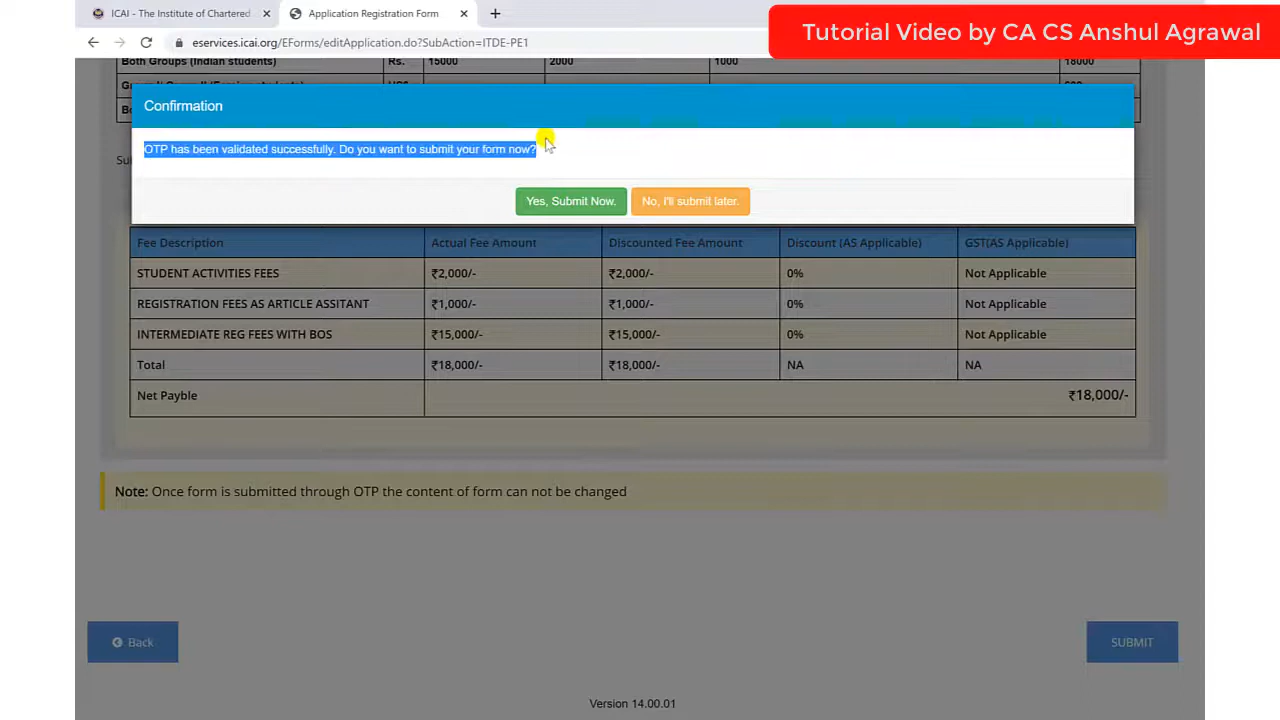 ICAI - The Institute of Chartered
Application Registration Form
eservices.icai.org/EForms/editApplication.do?SubAction=ITDE-PE1
Tutorial Video by CA CS Anshul Agrawal
Both Groups (Indian students) Rs. 15000 2000 1000 18000
Confirmation
OTP has been validated successfully. Do you want to submit your form now?
Yes, Submit Now. No, I'll submit later.
Fee Description Actual Fee Amount Discounted Fee Amount Discount (AS Applicable) GST(AS Applicable)
STUDENT ACTIVITIES FEES ₹2,000/- ₹2,000/- 0% Not Applicable
REGISTRATION FEES AS ARTICLE ASSITANT ₹1,000/- ₹1,000/- 0% Not Applicable
INTERMEDIATE REG FEES WITH BOS ₹15,000/- ₹15,000/- 0% Not Applicable
Total ₹18,000/- ₹18,000/- NA NA
Net Payble ₹18,000/-
Note: Once form is submitted through OTP the content of form can not be changed
Back SUBMIT
Version 14.00.01